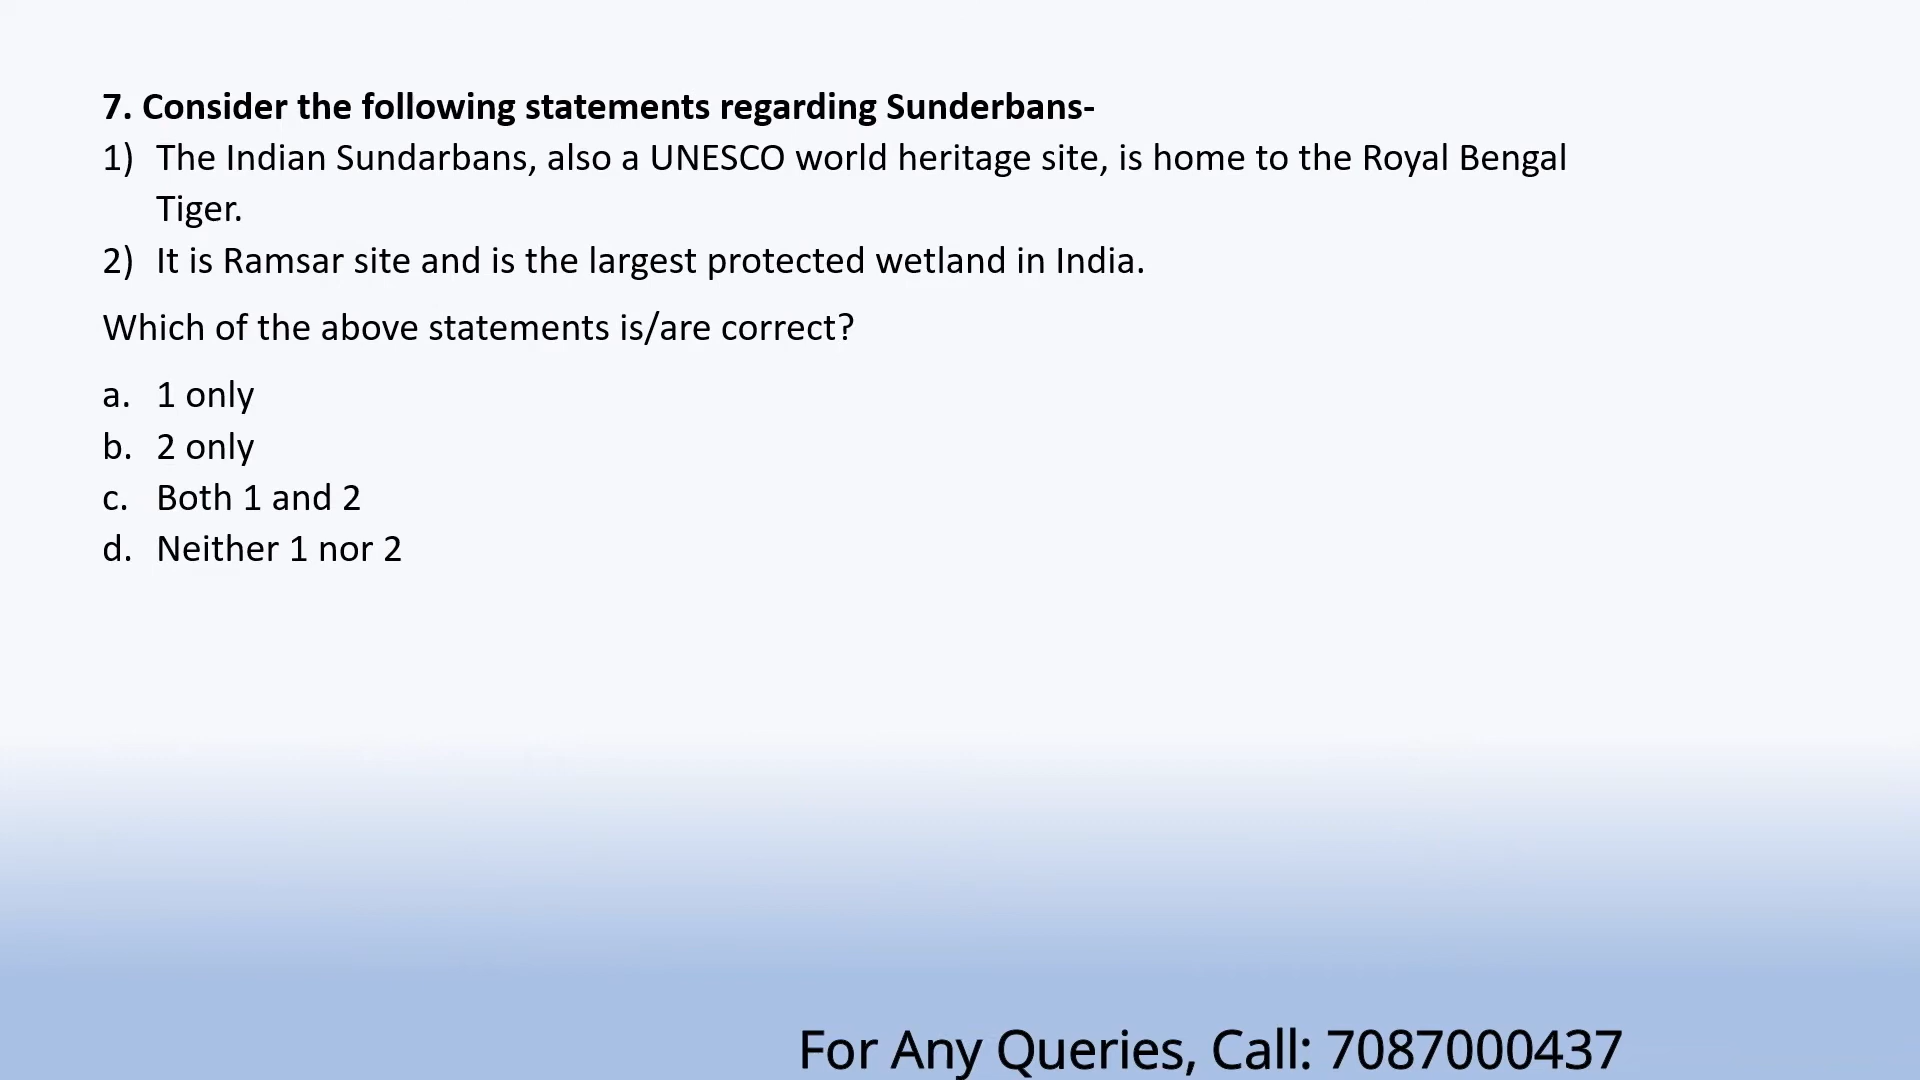 7. Consider the following statements regarding Sunderbans-
1) The Indian Sundarbans, also a UNESCO world heritage site, is home to the Royal Bengal
Tiger.
2) It is Ramsar site and is the largest protected wetland in India.
Which of the above statements is/are correct?
a. 1 only
b. 2 only
c. Both 1 and 2
d. Neither 1 nor 2
For Any Queries, Call: 7087000437